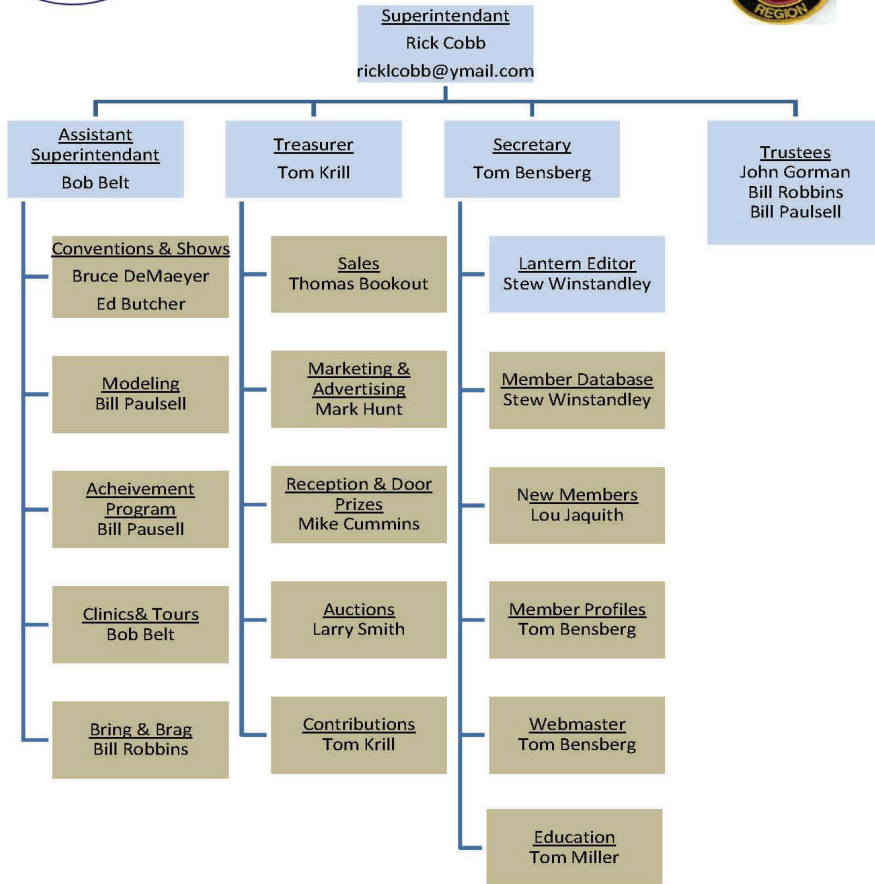 REGION
Superintendant
Rick Cobb
ricklcobb@ymail.com
Assistant
Superintendant
Bob Belt
Treasurer
Tom Krill
Secretary
Tom Bensberg
Trustees
John Gorman
Bill Robbins
Bill Paulsell
Conventions & Shows
Bruce DeMaeyer
Ed Butcher
Modeling
Bill Paulsell
Acheivement
Program
Bill Pausell
Clinics& Tours
Bob Belt
Bring & Brag
Bill Robbins
Sales
Thomas Bookout
Marketing &
Advertising
Mark Hunt
Reception & Door
Prizes
Mike Cummins
Auctions
Larry Smith
Contributions
Tom Krill
Lantern Editor
Stew Winstandley
Member Database
Stew Winstandley
New Members
Lou Jaquith
Member Profiles
Tom Bensberg
Webmaster
Tom Bensberg
Education
Tom Miller